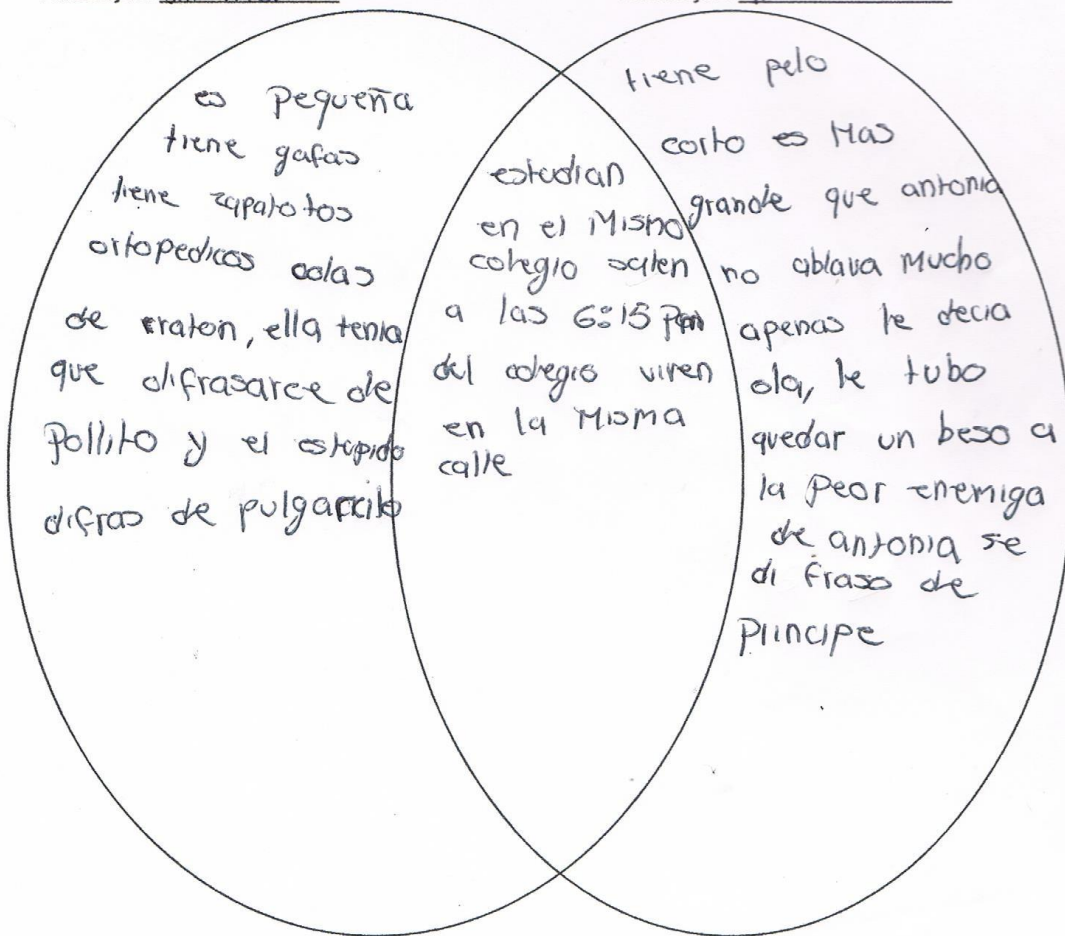 es pequeña
tiene gafas
tiene zapatotos
ortopedicos colas
de raton, ella tenia
que difrasarce de
Pollito y el estupido
difras de pulgarcito
estudian
en el Mismo
colegio salen
a las 6:15 pm
del colegio viven
en la Misma
calle
tiene pelo
corto es Mas
grande que antonia
no ablava Mucho
apenas le decia
ola, le tubo
quedar un beso a
la Peor enemiga
de antonia se
di fraso de
Principe